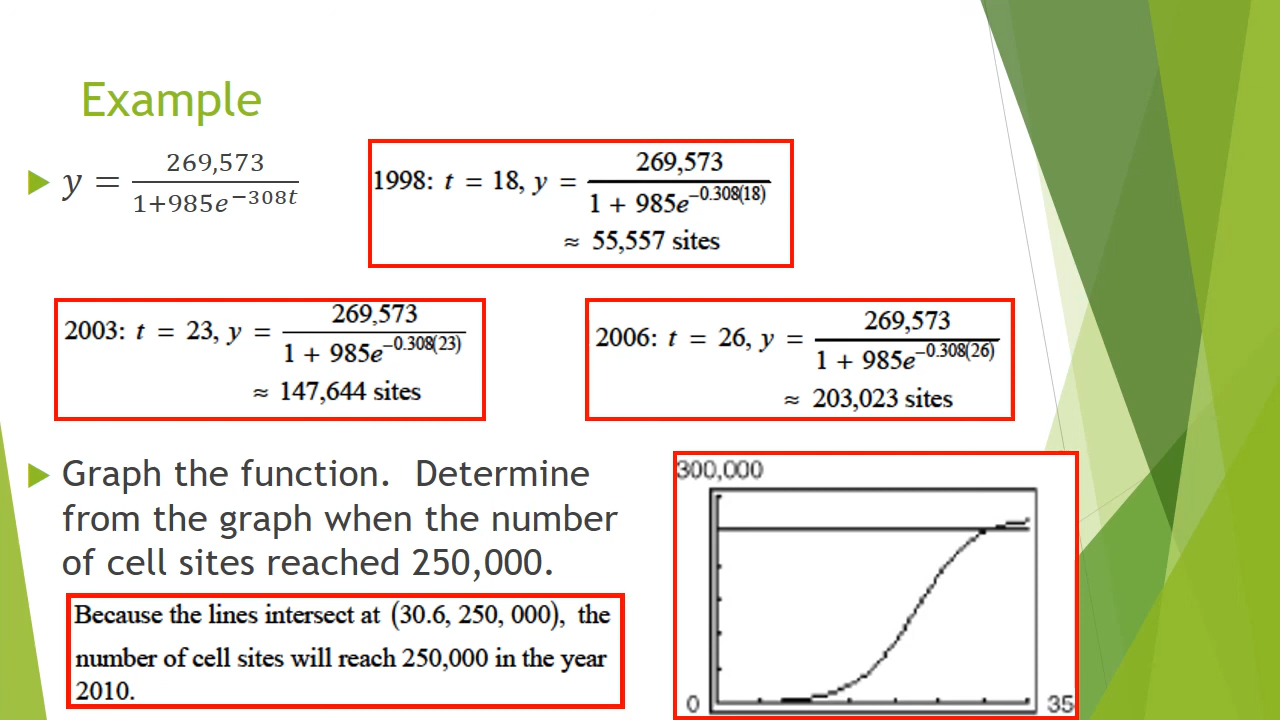 Example
y = 269,573 / 1+985e^−308t
1998: t = 18, y = 269,573 / 1 + 985e^−0.308(18)
≈ 55,557 sites
2003: t = 23, y = 269,573 / 1 + 985e^−0.308(23)
≈ 147,644 sites
2006: t = 26, y = 269,573 / 1 + 985e^−0.308(26)
≈ 203,023 sites
Graph the function. Determine
from the graph when the number
of cell sites reached 250,000.
Because the lines intersect at (30.6, 250, 000), the
number of cell sites will reach 250,000 in the year
2010.
300,000
0
35